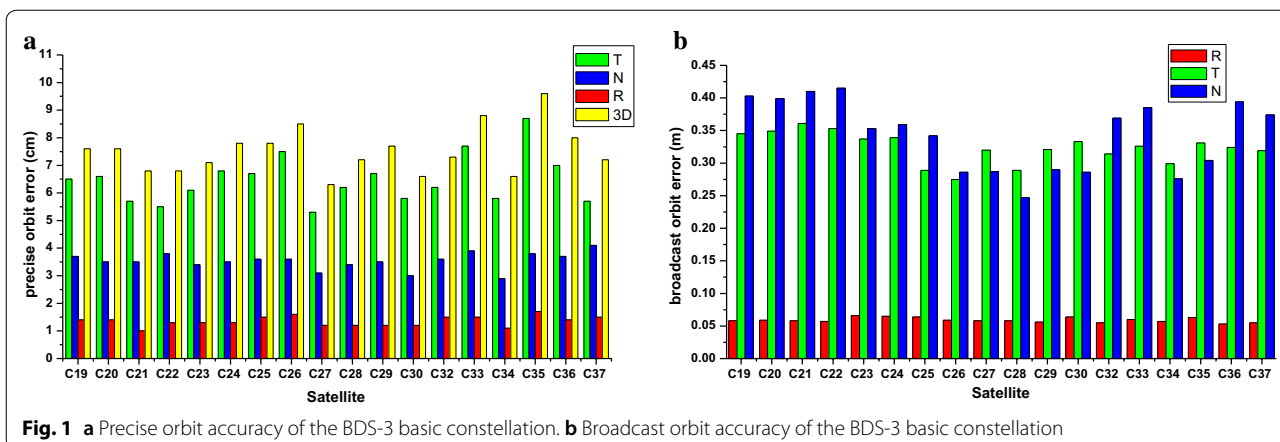 a
11
10
9
8
7
6
5
4
3
2
1
0
precise orbit error (cm)
T
N
R
3D
C19 C20 C21 C22 C23 C24 C25 C26 C27 C28 C29 C30 C32 C33 C34 C35 C36 C37
Satellite
b
0.45
0.40
0.35
0.30
0.25
0.20
0.15
0.10
0.05
0.00
broadcast orbit error (m)
R
T
N
C19 C20 C21 C22 C23 C24 C25 C26 C27 C28 C29 C30 C32 C33 C34 C35 C36 C37
Satellite
Fig. 1 a Precise orbit accuracy of the BDS-3 basic constellation. b Broadcast orbit accuracy of the BDS-3 basic constellation